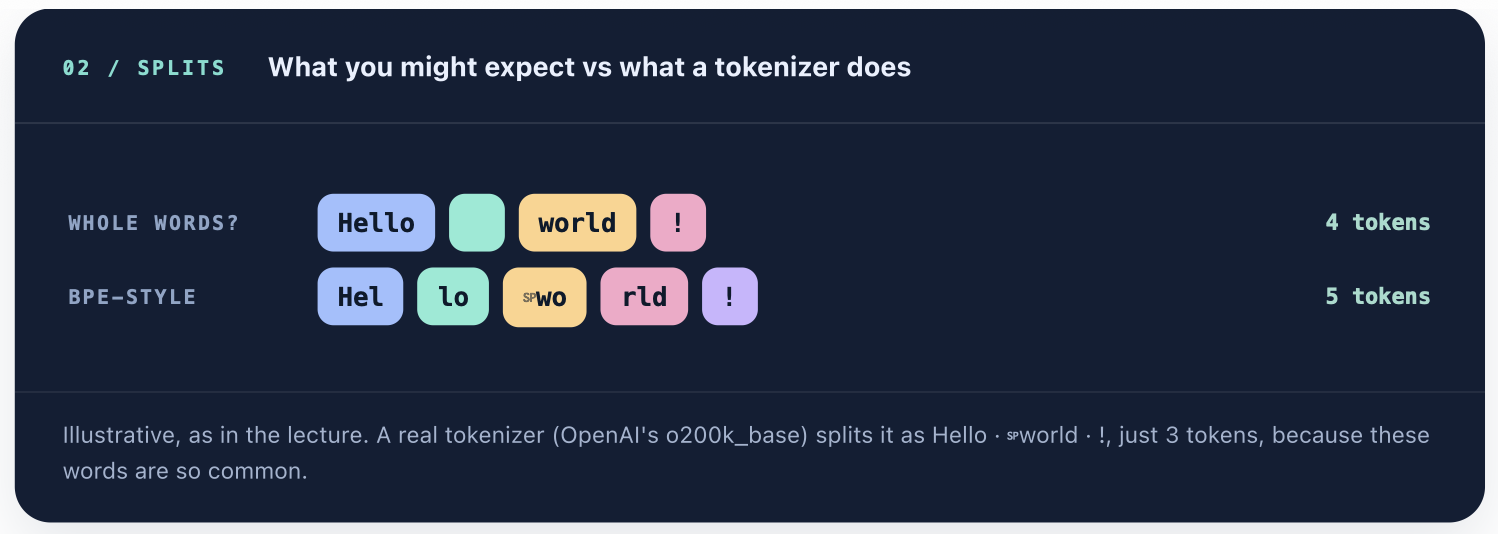 02 / SPLITS What you might expect vs what a tokenizer does
WHOLE WORDS? Hello world ! 4 tokens
BPE-STYLE Hel lo SPwo rld ! 5 tokens
Illustrative, as in the lecture. A real tokenizer (OpenAI's o200k_base) splits it as Hello · SPworld · !, just 3 tokens, because these
words are so common.